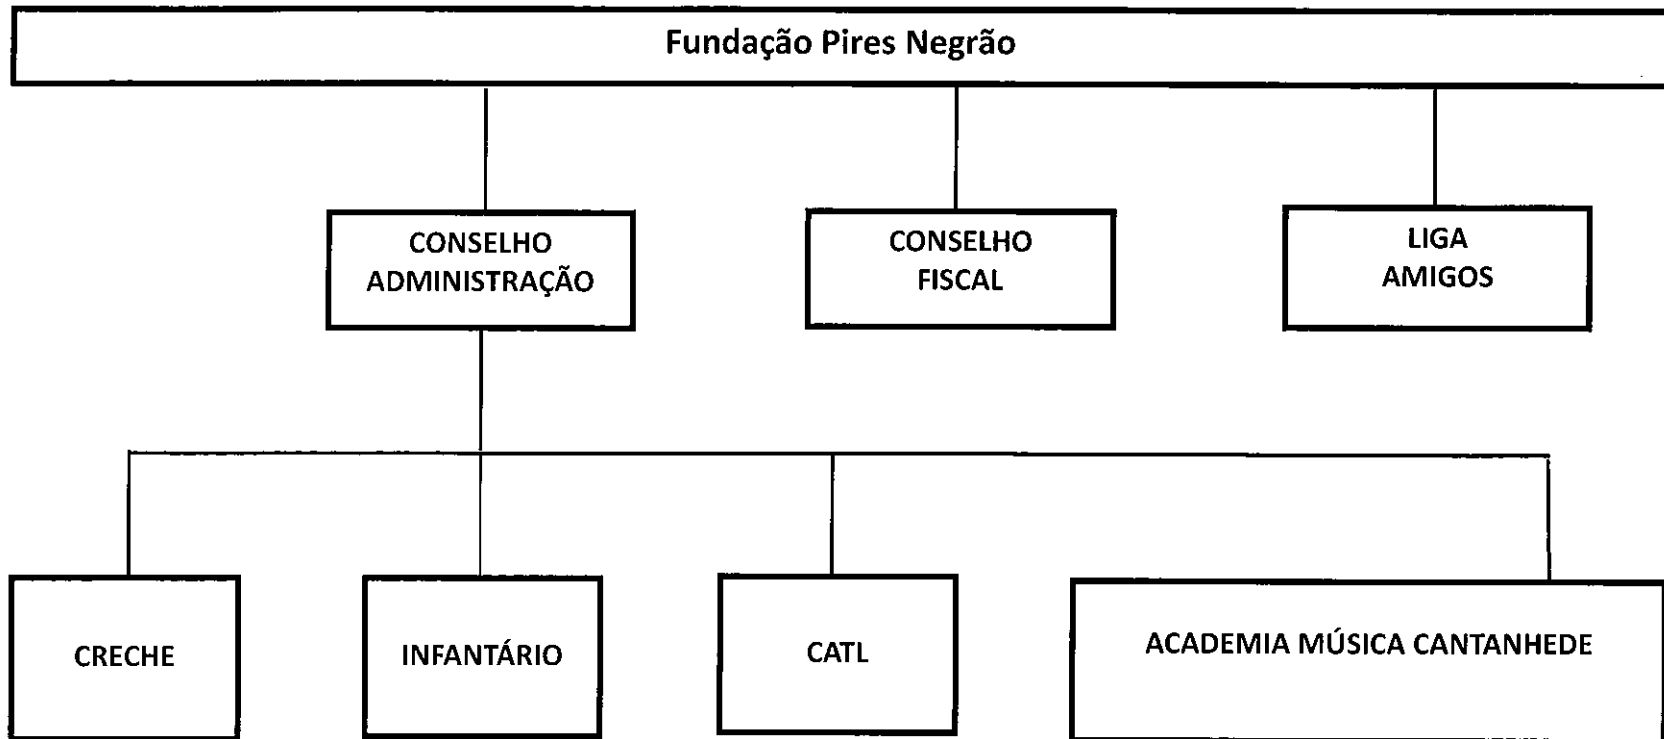 Fundação Pires Negrão
CONSELHO
ADMINISTRAÇÃO
CONSELHO
FISCAL
LIGA
AMIGOS
CRECHE
INFANTÁRIO
CATL
ACADEMIA MÚSICA CANTANHEDE